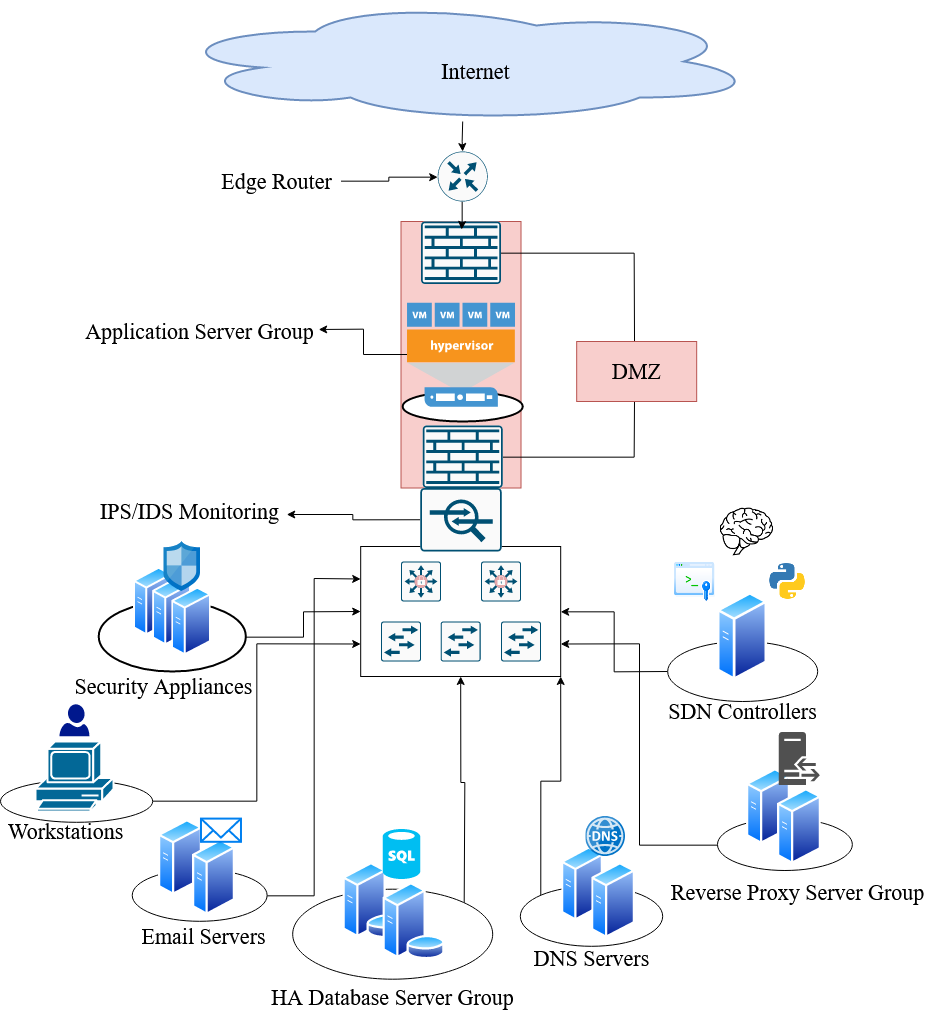 Internet
Edge Router
VM VM VM VM
Application Server Group
hypervisor
DMZ
IPS/IDS Monitoring
>_
Security Appliances
SDN Controllers
Workstations
DNS
SQL
Reverse Proxy Server Group
Email Servers
DNS Servers
HA Database Server Group